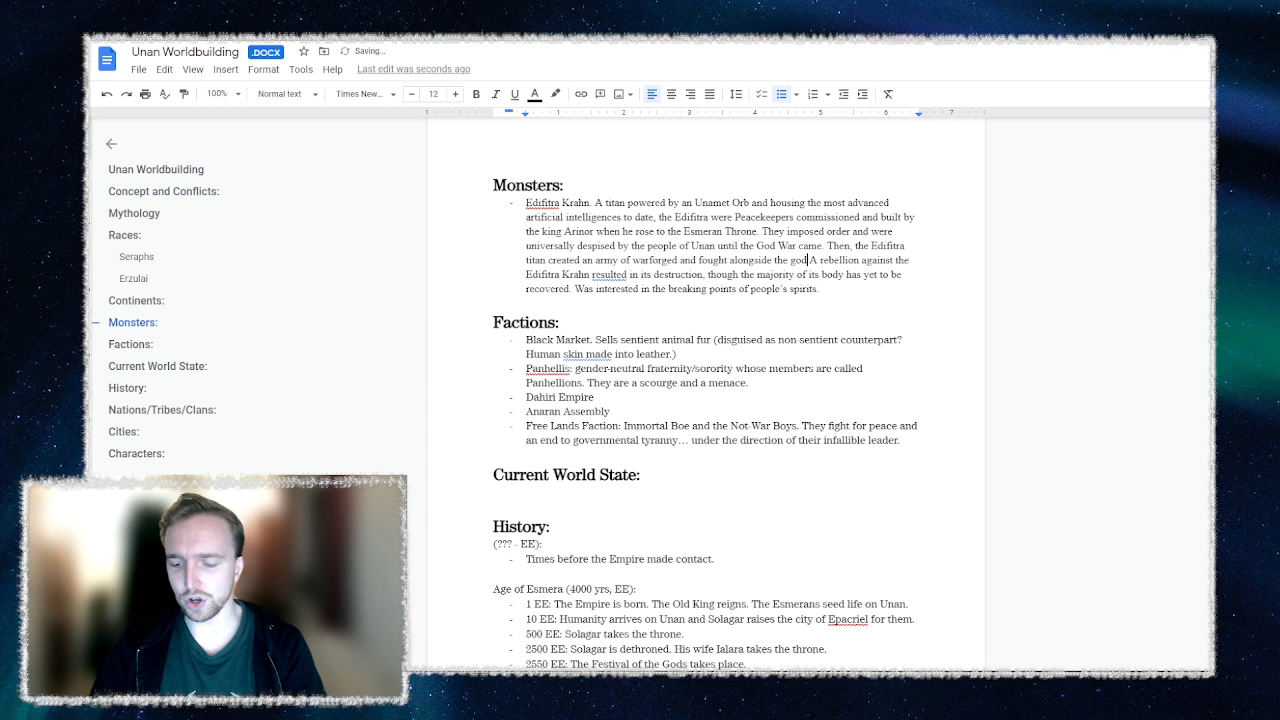 Unan Worldbuilding .DOCX Saving...
File Edit View Insert Format Tools Help Last edit was seconds ago
100% Normal text Times New... 12 B I U A
1 1 2 3 4 5 6 7
Unan Worldbuilding
Concept and Conflicts:
Mythology
Races:
Seraphs
Erzulai
Continents:
Monsters:
Factions:
Current World State:
History:
Nations/Tribes/Clans:
Cities:
Characters:
Monsters:
- Edifitra Krahn. A titan powered by an Unamet Orb and housing the most advanced
artificial intelligences to date, the Edifitra were Peacekeepers commissioned and built by
the king Arinor when he rose to the Esmeran Throne. They imposed order and were
universally despised by the people of Unan until the God War came. Then, the Edifitra
titan created an army of warforged and fought alongside the god A rebellion against the
Edifitra Krahn resulted in its destruction, though the majority of its body has yet to be
recovered. Was interested in the breaking points of people's spirits.
Factions:
- Black Market. Sells sentient animal fur (disguised as non-sentient counterpart?
Human skin made into leather.)
- Panhellis: gender-neutral fraternity/sorority whose members are called
Panhellions. They are a scourge and a menace.
- Dahiri Empire
- Anaran Assembly
- Free Lands Faction: Immortal Boe and the Not-War Boys. They fight for peace and
an end to governmental tyranny… under the direction of their infallible leader.
Current World State:
History:
(??? - EE):
- Times before the Empire made contact.
Age of Esmera (4000 yrs, EE):
- 1 EE: The Empire is born. The Old King reigns. The Esmerans seed life on Unan.
- 10 EE: Humanity arrives on Unan and Solagar raises the city of Epacriel for them.
- 500 EE: Solagar takes the throne.
- 2500 EE: Solagar is dethroned. His wife Ialara takes the throne.
- 2550 EE: The Festival of the Gods takes place.